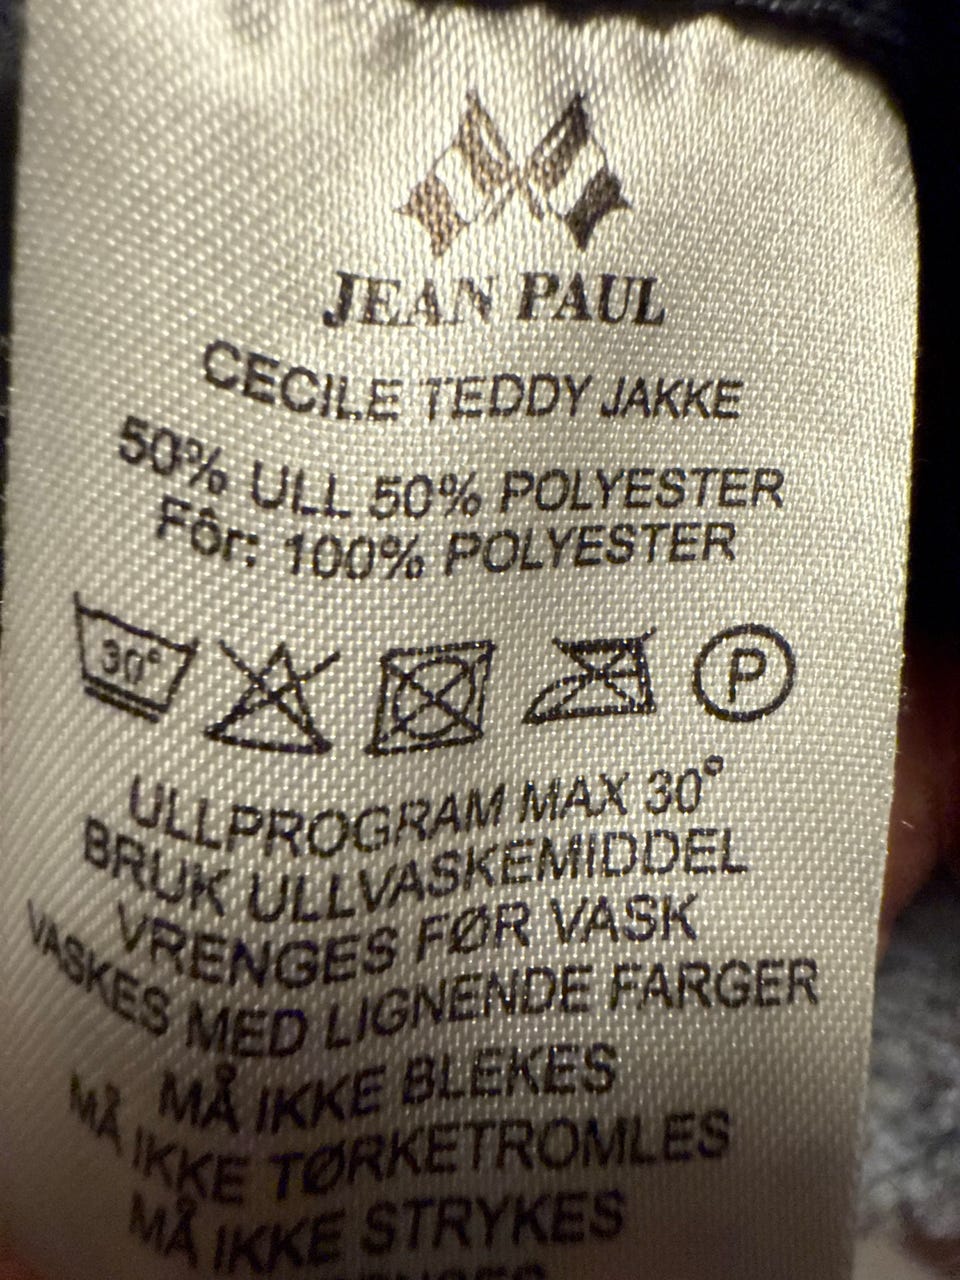 JEAN PAUL
CECILE TEDDY JAKKE
50% ULL 50% POLYESTER
Fôr: 100% POLYESTER
30°
P
ULLPROGRAM MAX 30°
BRUK ULLVASKEMIDDEL
VRENGES FØR VASK
VASKES MED LIGNENDE FARGER
MÅ IKKE BLEKES
MÅ IKKE TØRKETROMLES
MÅ IKKE STRYKES